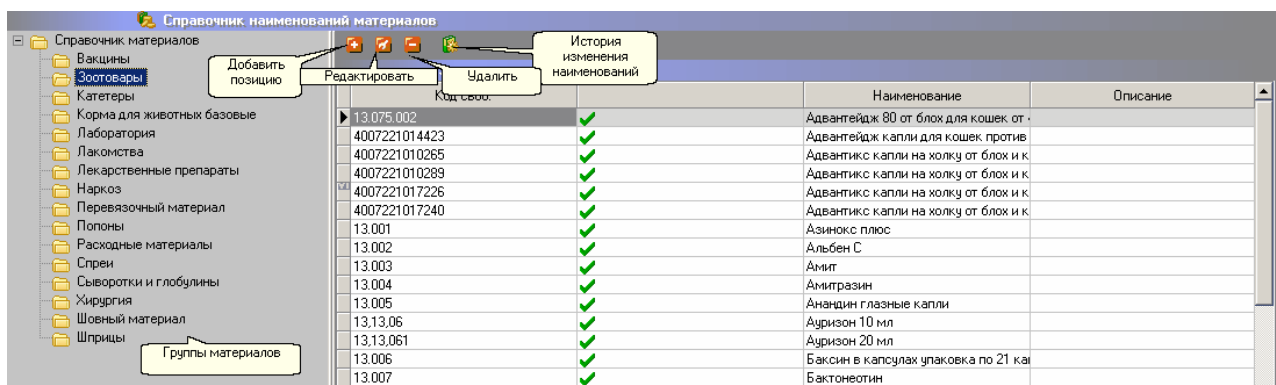 Справочник наименований материалов
Справочник материалов
Вакцины
Зоотовары
Катетеры
Корма для животных базовые
Лаборатория
Лакомства
Лекарственные препараты
Наркоз
Перевязочный материал
Попоны
Расходные материалы
Спреи
Сыворотки и глобулины
Хирургия
Шовный материал
Шприцы
Группы материалов
Добавить
позицию
Редактировать
Удалить
История
изменения
наименований
Наименование
Описание
13.075.002 Адвантейдж 80 от блох для кошек от
4007221014423 Адвантейдж капли для кошек против
4007221010265 Адвантикс капли на холку от блох и к
4007221010289 Адвантикс капли на холку от блох и к
4007221017226 Адвантикс капли на холку от блох и к
4007221017240 Адвантикс капли на холку от блох и к
13.001 Азинокс плюс
13.002 Альбен С
13.003 Амит
13.004 Амитразин
13.005 Анандин глазные капли
13,13,06 Ауризон 10 мл
13,13,061 Ауризон 20 мл
13.006 Баксин в капсулах упаковка по 21 ка
13.007 Бактонеотин